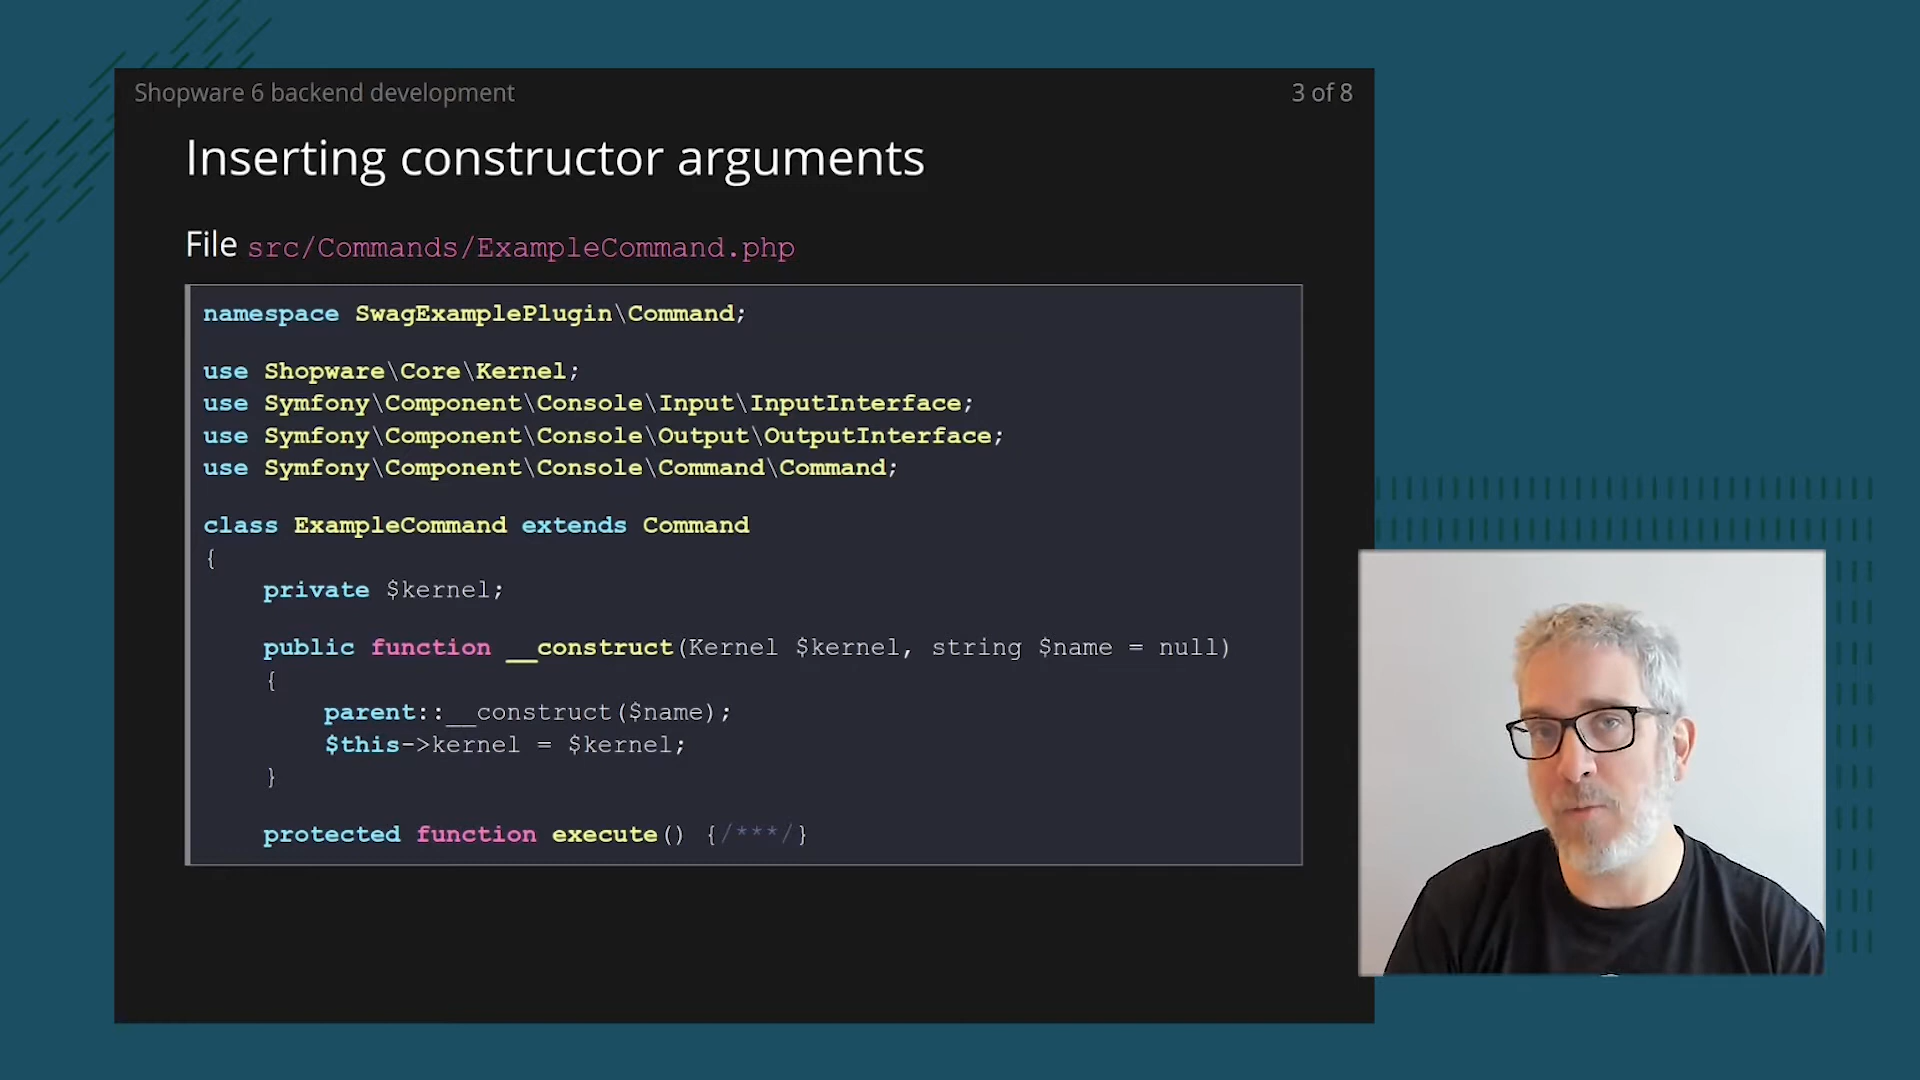 Shopware 6 backend development
3 of 8
Inserting constructor arguments
File src/Commands/ExampleCommand.php
namespace SwagExamplePlugin\Command;
use Shopware\Core\Kernel;
use Symfony\Component\Console\Input\InputInterface;
use Symfony\Component\Console\Output\OutputInterface;
use Symfony\Component\Console\Command\Command;
class ExampleCommand extends Command
{
private $kernel;
public function __construct(Kernel $kernel, string $name = null)
{
parent::__construct($name);
$this->kernel = $kernel;
}
protected function execute() {/***/}